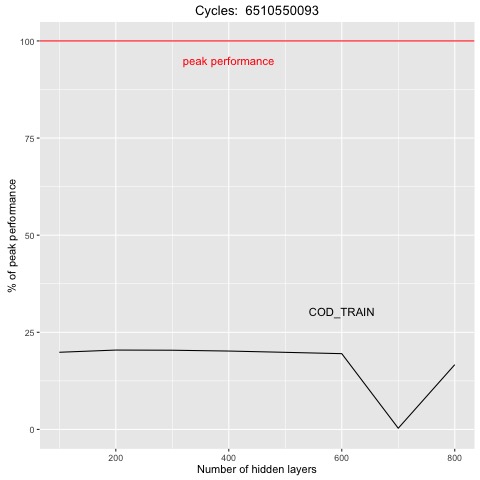 Cycles:  6510550093
100
peak performance
75
% of peak performance
50
COD_TRAIN
25
0
200
400
600
800
Number of hidden layers